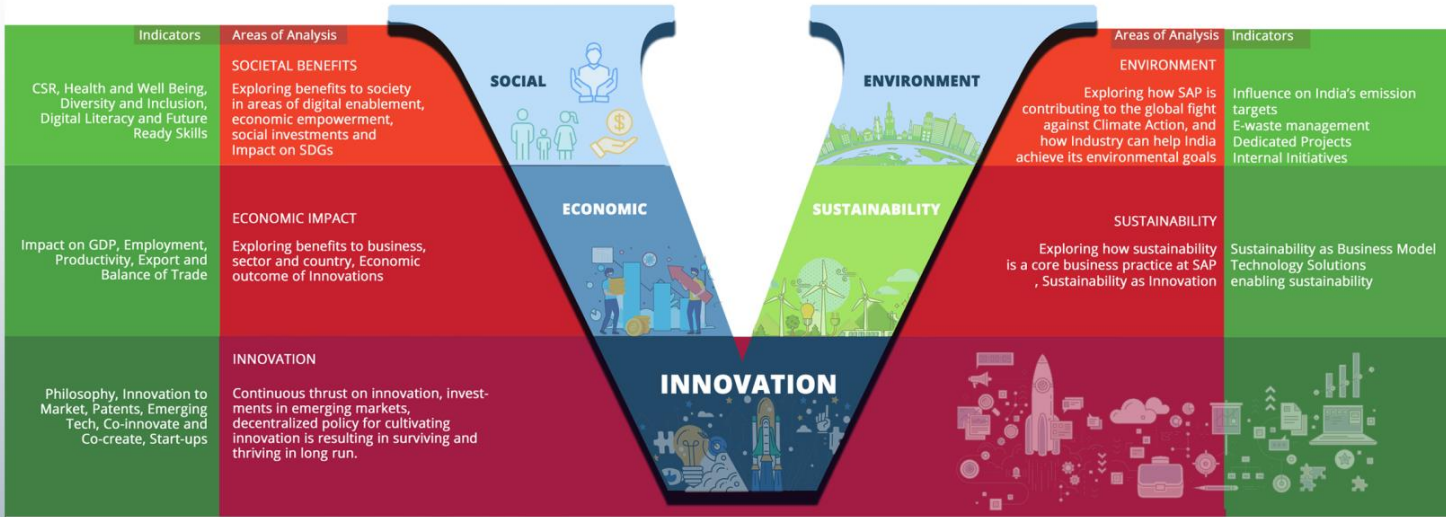 Indicators
Areas of Analysis
CSR, Health and Well Being,
Diversity and Inclusion,
Digital Literacy and Future
Ready Skills
SOCIETAL BENEFITS
Exploring benefits to society
in areas of digital enablement,
economic empowerment,
social investments and
Impact on SDGs
SOCIAL
ENVIRONMENT
Areas of Analysis
Indicators
ENVIRONMENT
Exploring how SAP is
contributing to the global fight
against Climate Action, and
how Industry can help India
achieve its environmental goals
Influence on India's emission
targets
E-waste management
Dedicated Projects
Internal Initiatives
Impact on GDP, Employment,
Productivity, Export and
Balance of Trade
ECONOMIC IMPACT
Exploring benefits to business,
sector and country, Economic
outcome of Innovations
ECONOMIC
SUSTAINABILITY
SUSTAINABILITY
Exploring how sustainability
is a core business practice at SAP
, Sustainability as Innovation
Sustainability as Business Model
Technology Solutions
enabling sustainability
Philosophy, Innovation to
Market, Patents, Emerging
Tech, Co-innovate and
Co-create, Start-ups
INNOVATION
Continuous thrust on innovation, invest-
ments in emerging markets,
decentralized policy for cultivating
innovation is resulting in surviving and
thriving in long run.
INNOVATION